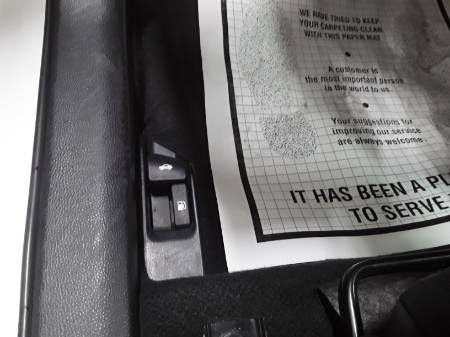 WE HAVE TRIED TO KEEP
YOUR CARPETING CLEAN
WITH THIS PAPER MAT
A customer is
the most important person
in the world to us.
Your suggestions for
improving our service
are always welcome
IT HAS BEEN A
TO SERVE